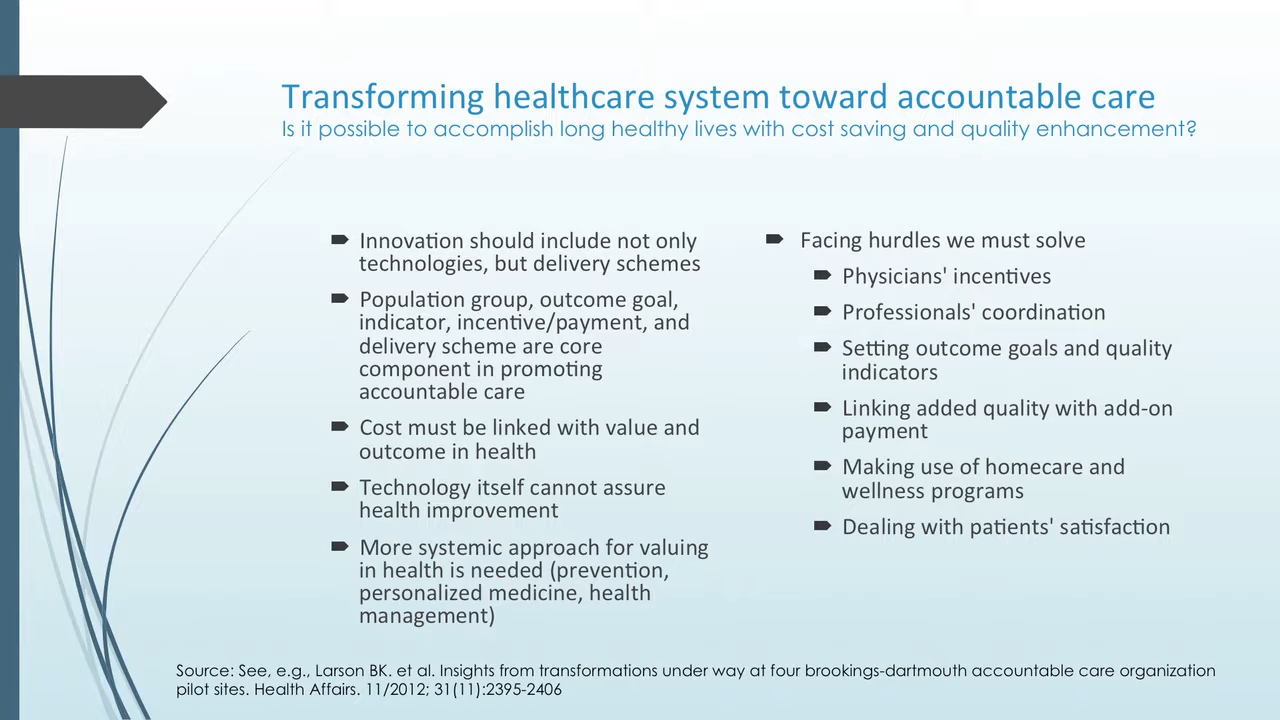 Transforming healthcare system toward accountable care
Is it possible to accomplish long healthy lives with cost saving and quality enhancement?
Innovation should include not only
technologies, but delivery schemes
Population group, outcome goal,
indicator, incentive/payment, and
delivery scheme are core
component in promoting
accountable care
Cost must be linked with value and
outcome in health
Technology itself cannot assure
health improvement
More systemic approach for valuing
in health is needed (prevention,
personalized medicine, health
management)
Facing hurdles we must solve
Physicians' incentives
Professionals' coordination
Setting outcome goals and quality
indicators
Linking added quality with add-on
payment
Making use of homecare and
wellness programs
Dealing with patients' satisfaction
Source: See, e.g., Larson BK. et al. Insights from transformations under way at four brookings-dartmouth accountable care organization
pilot sites. Health Affairs. 11/2012; 31(11):2395-2406